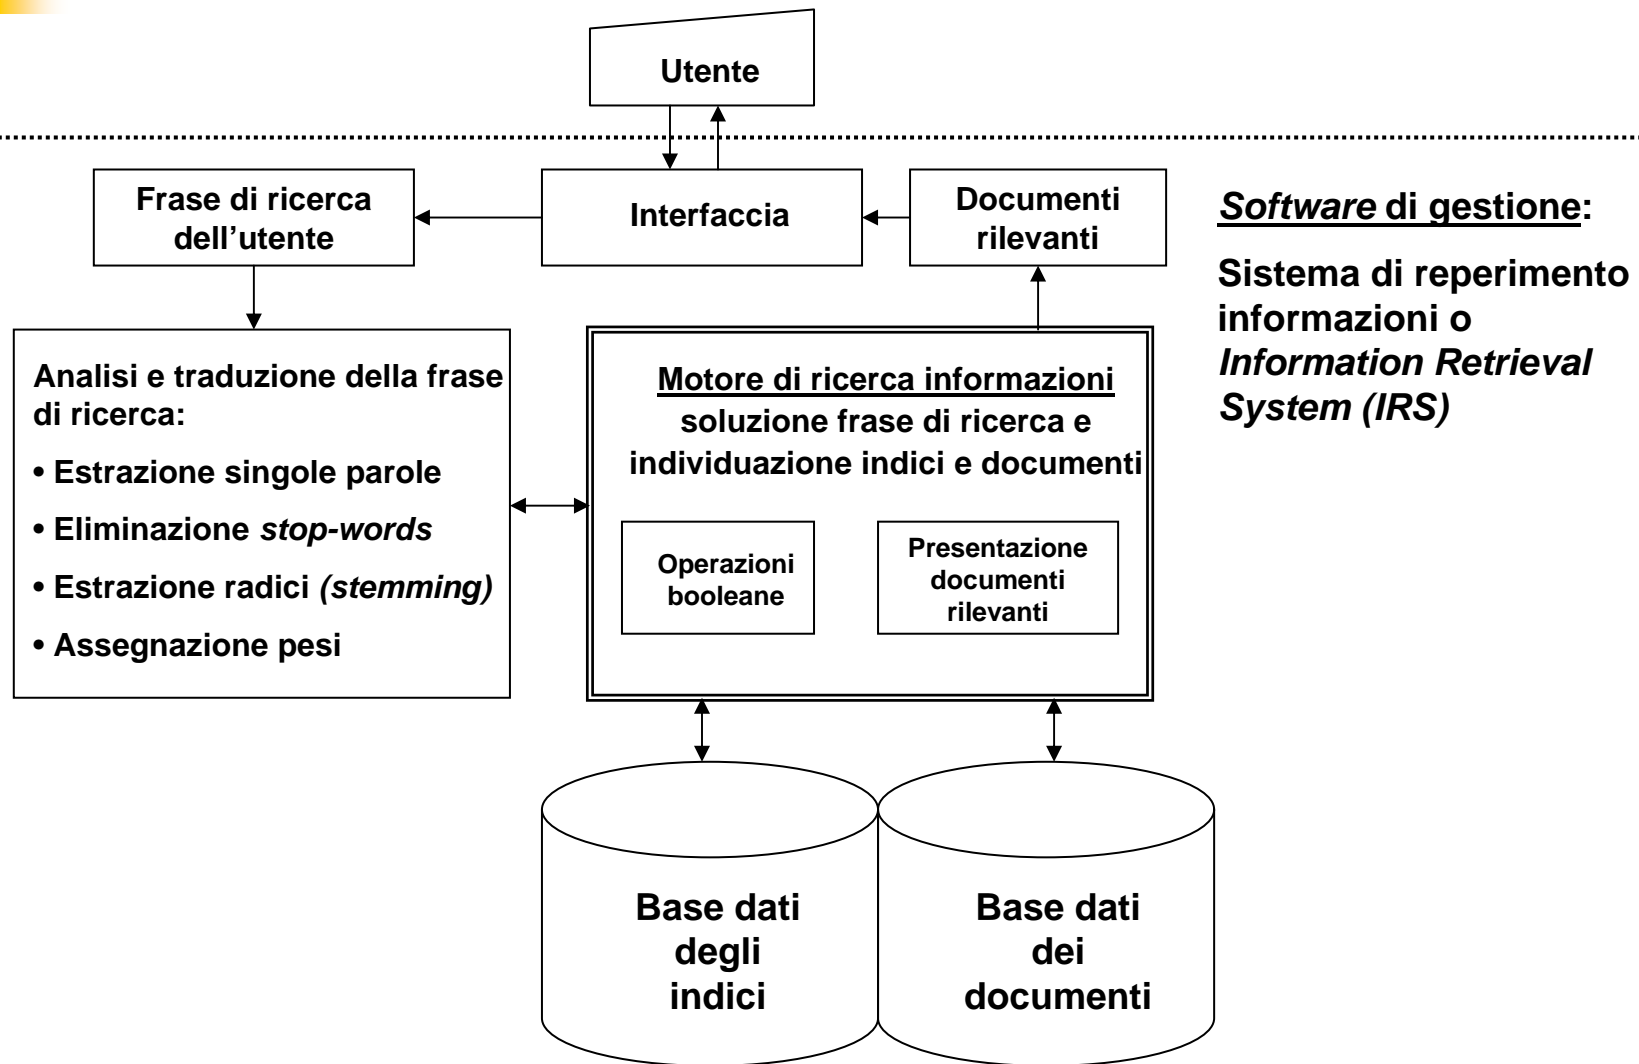 Utente
Frase di ricerca
dell’utente
Interfaccia
Documenti
rilevanti
Software di gestione:
Sistema di reperimento
informazioni o
Information Retrieval
System (IRS)
Analisi e traduzione della frase
di ricerca:
• Estrazione singole parole
• Eliminazione stop-words
• Estrazione radici (stemming)
• Assegnazione pesi
Motore di ricerca informazioni
soluzione frase di ricerca e
individuazione indici e documenti
Operazioni
booleane
Presentazione
documenti
rilevanti
Base dati
degli
indici
Base dati
dei
documenti